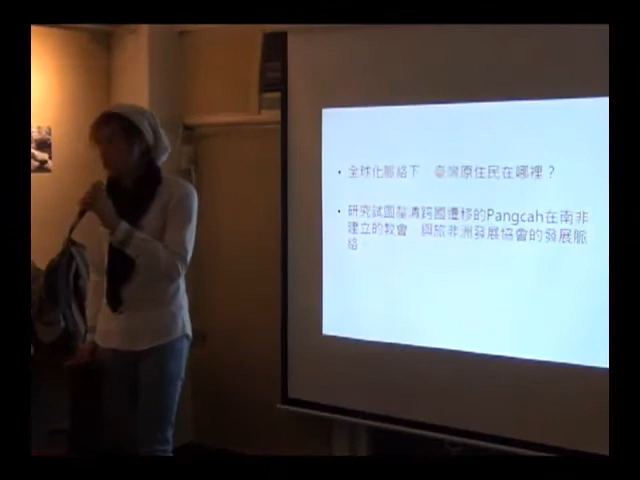 • 全球化脈絡下 臺灣原住民在哪裡？
• 研究試圖釐清跨國遷移的Pangcah在南非
建立的教會 與旅非洲發展協會的發展脈
絡